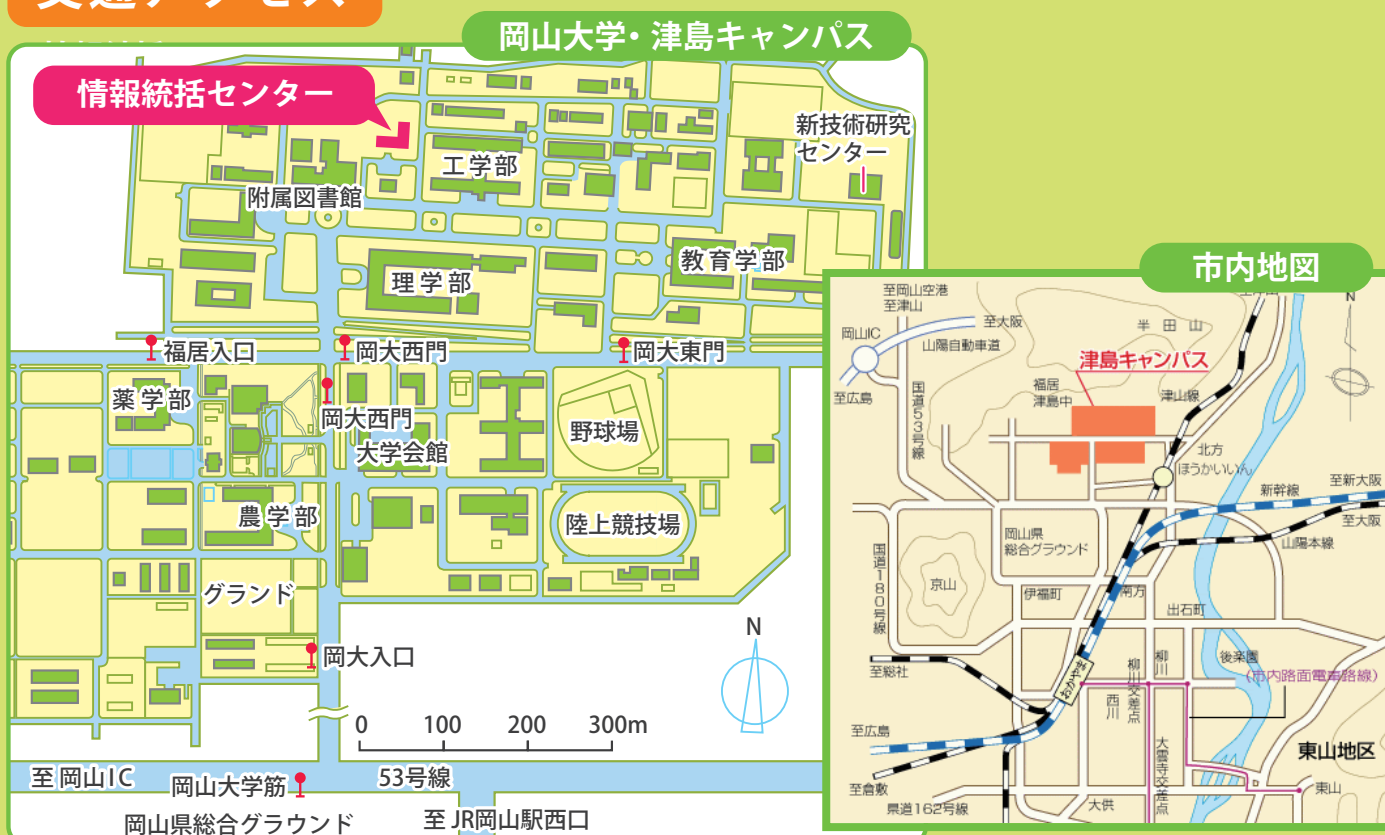 交通アクセス
岡山大学・津島キャンパス
情報統括センター
新技術研究
センター
工学部
附属図書館
教育学部
理学部
福居入口
岡大西門
岡大東門
薬学部
岡大西門
大学会館
野球場
農学部
陸上競技場
グランド
岡大入口
N
0 100 200 300m
至岡山IC
岡山大学筋
53号線
岡山県総合グラウンド
至JR岡山駅西口
市内地図
至岡山空港
至津山
N
岡山IC
至大阪
山陽自動車道
半田山
津島キャンパス
至広島
国道53号線
福居
津島中
津山線
北方
ほうかいいん
新幹線
至新大阪
至大阪
山陽本線
岡山県
総合グラウンド
国道180号線
京山
伊福町
南方
出石町
至総社
おかやま
柳川
柳川交差点
西川
後楽園
(市内路面電車路線)
至広島
大雲寺交差点
東山地区
至倉敷
東山
県道162号線
大供